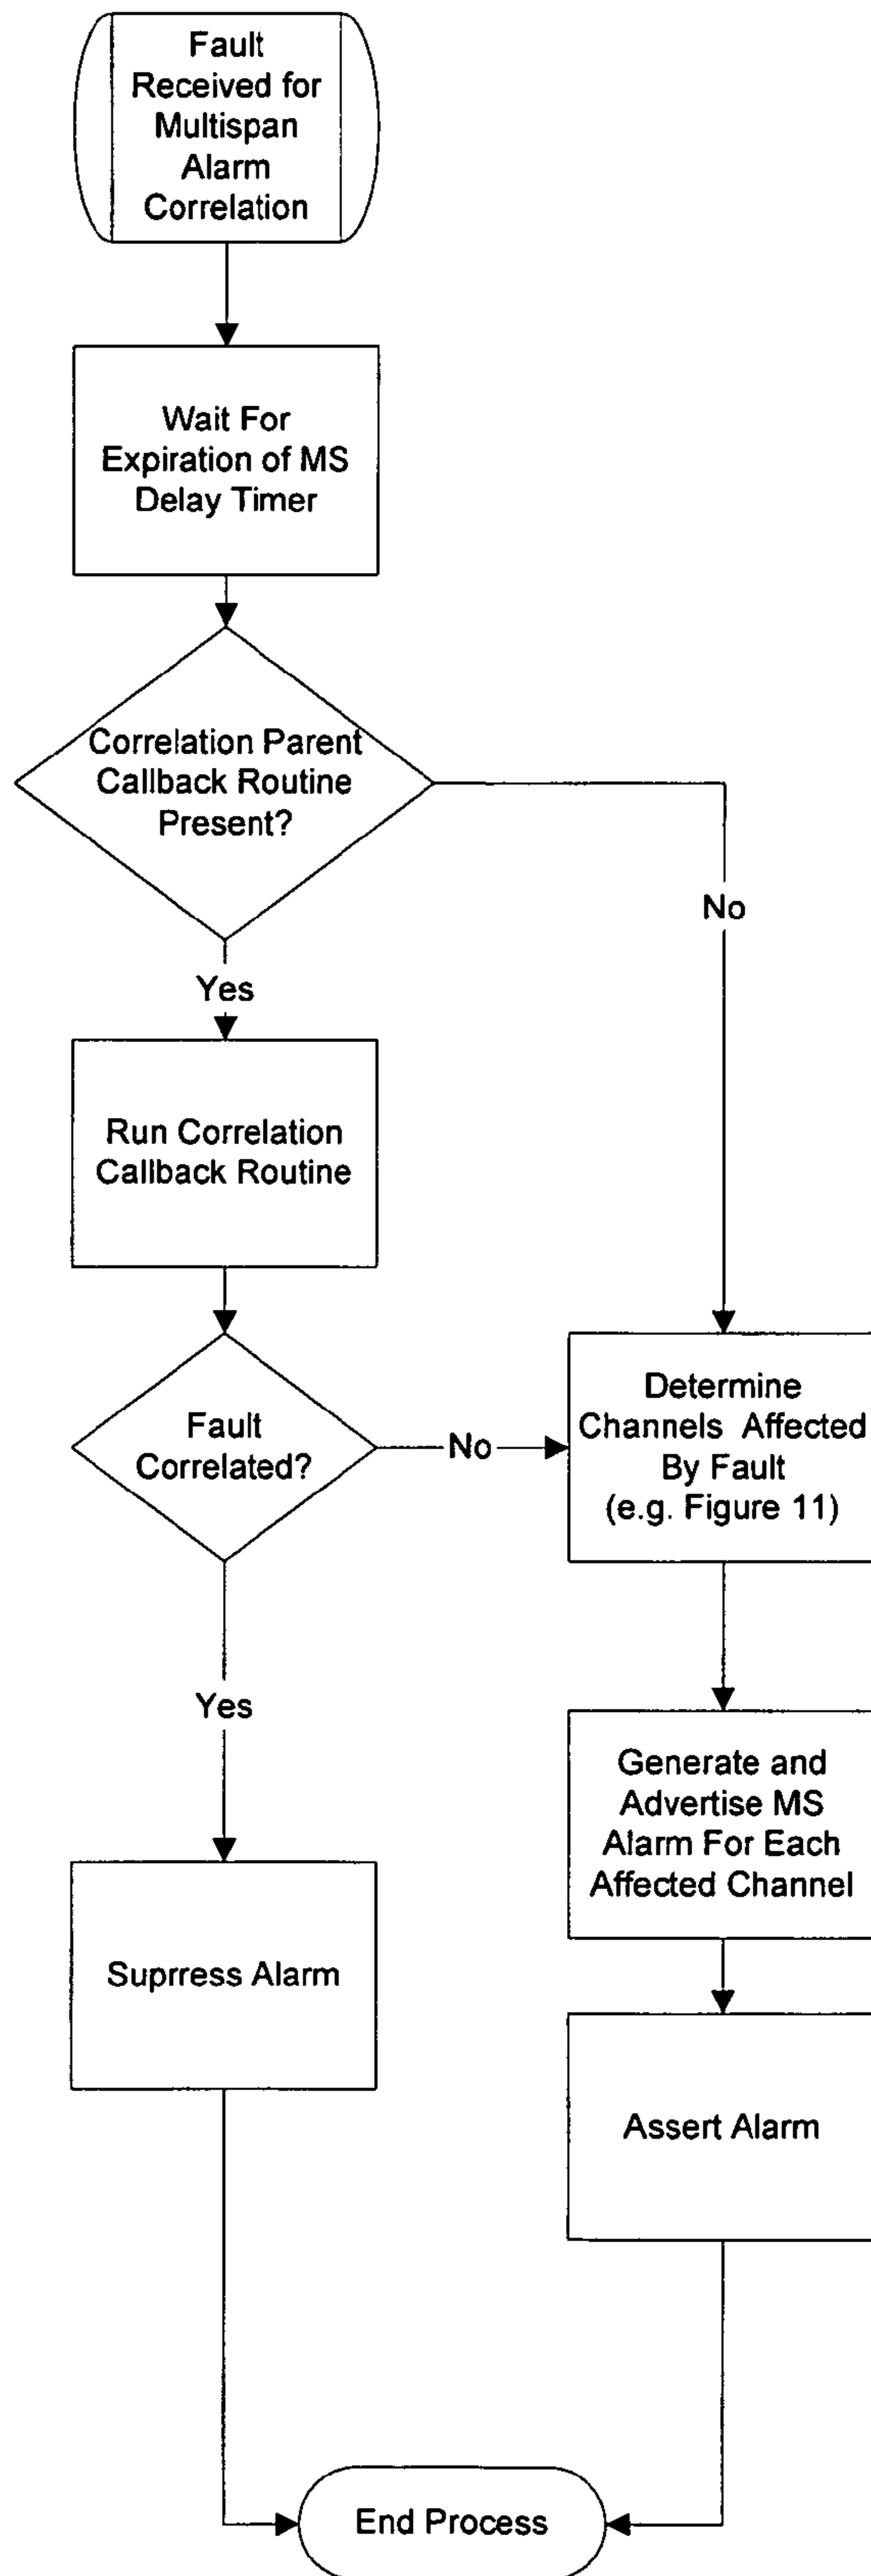 Fault
Received for
Multispan
Alarm
Correlation
Wait For
Expiration of MS
Delay Timer
Correlation Parent
Callback Routine
Present?
No
Yes
Run Correlation
Callback Routine
Fault
Correlated?
No
Determine
Channels Affected
By Fault
(e.g. Figure 11)
Yes
Generate and
Advertise MS
Alarm For Each
Affected Channel
Suprress Alarm
Assert Alarm
End Process